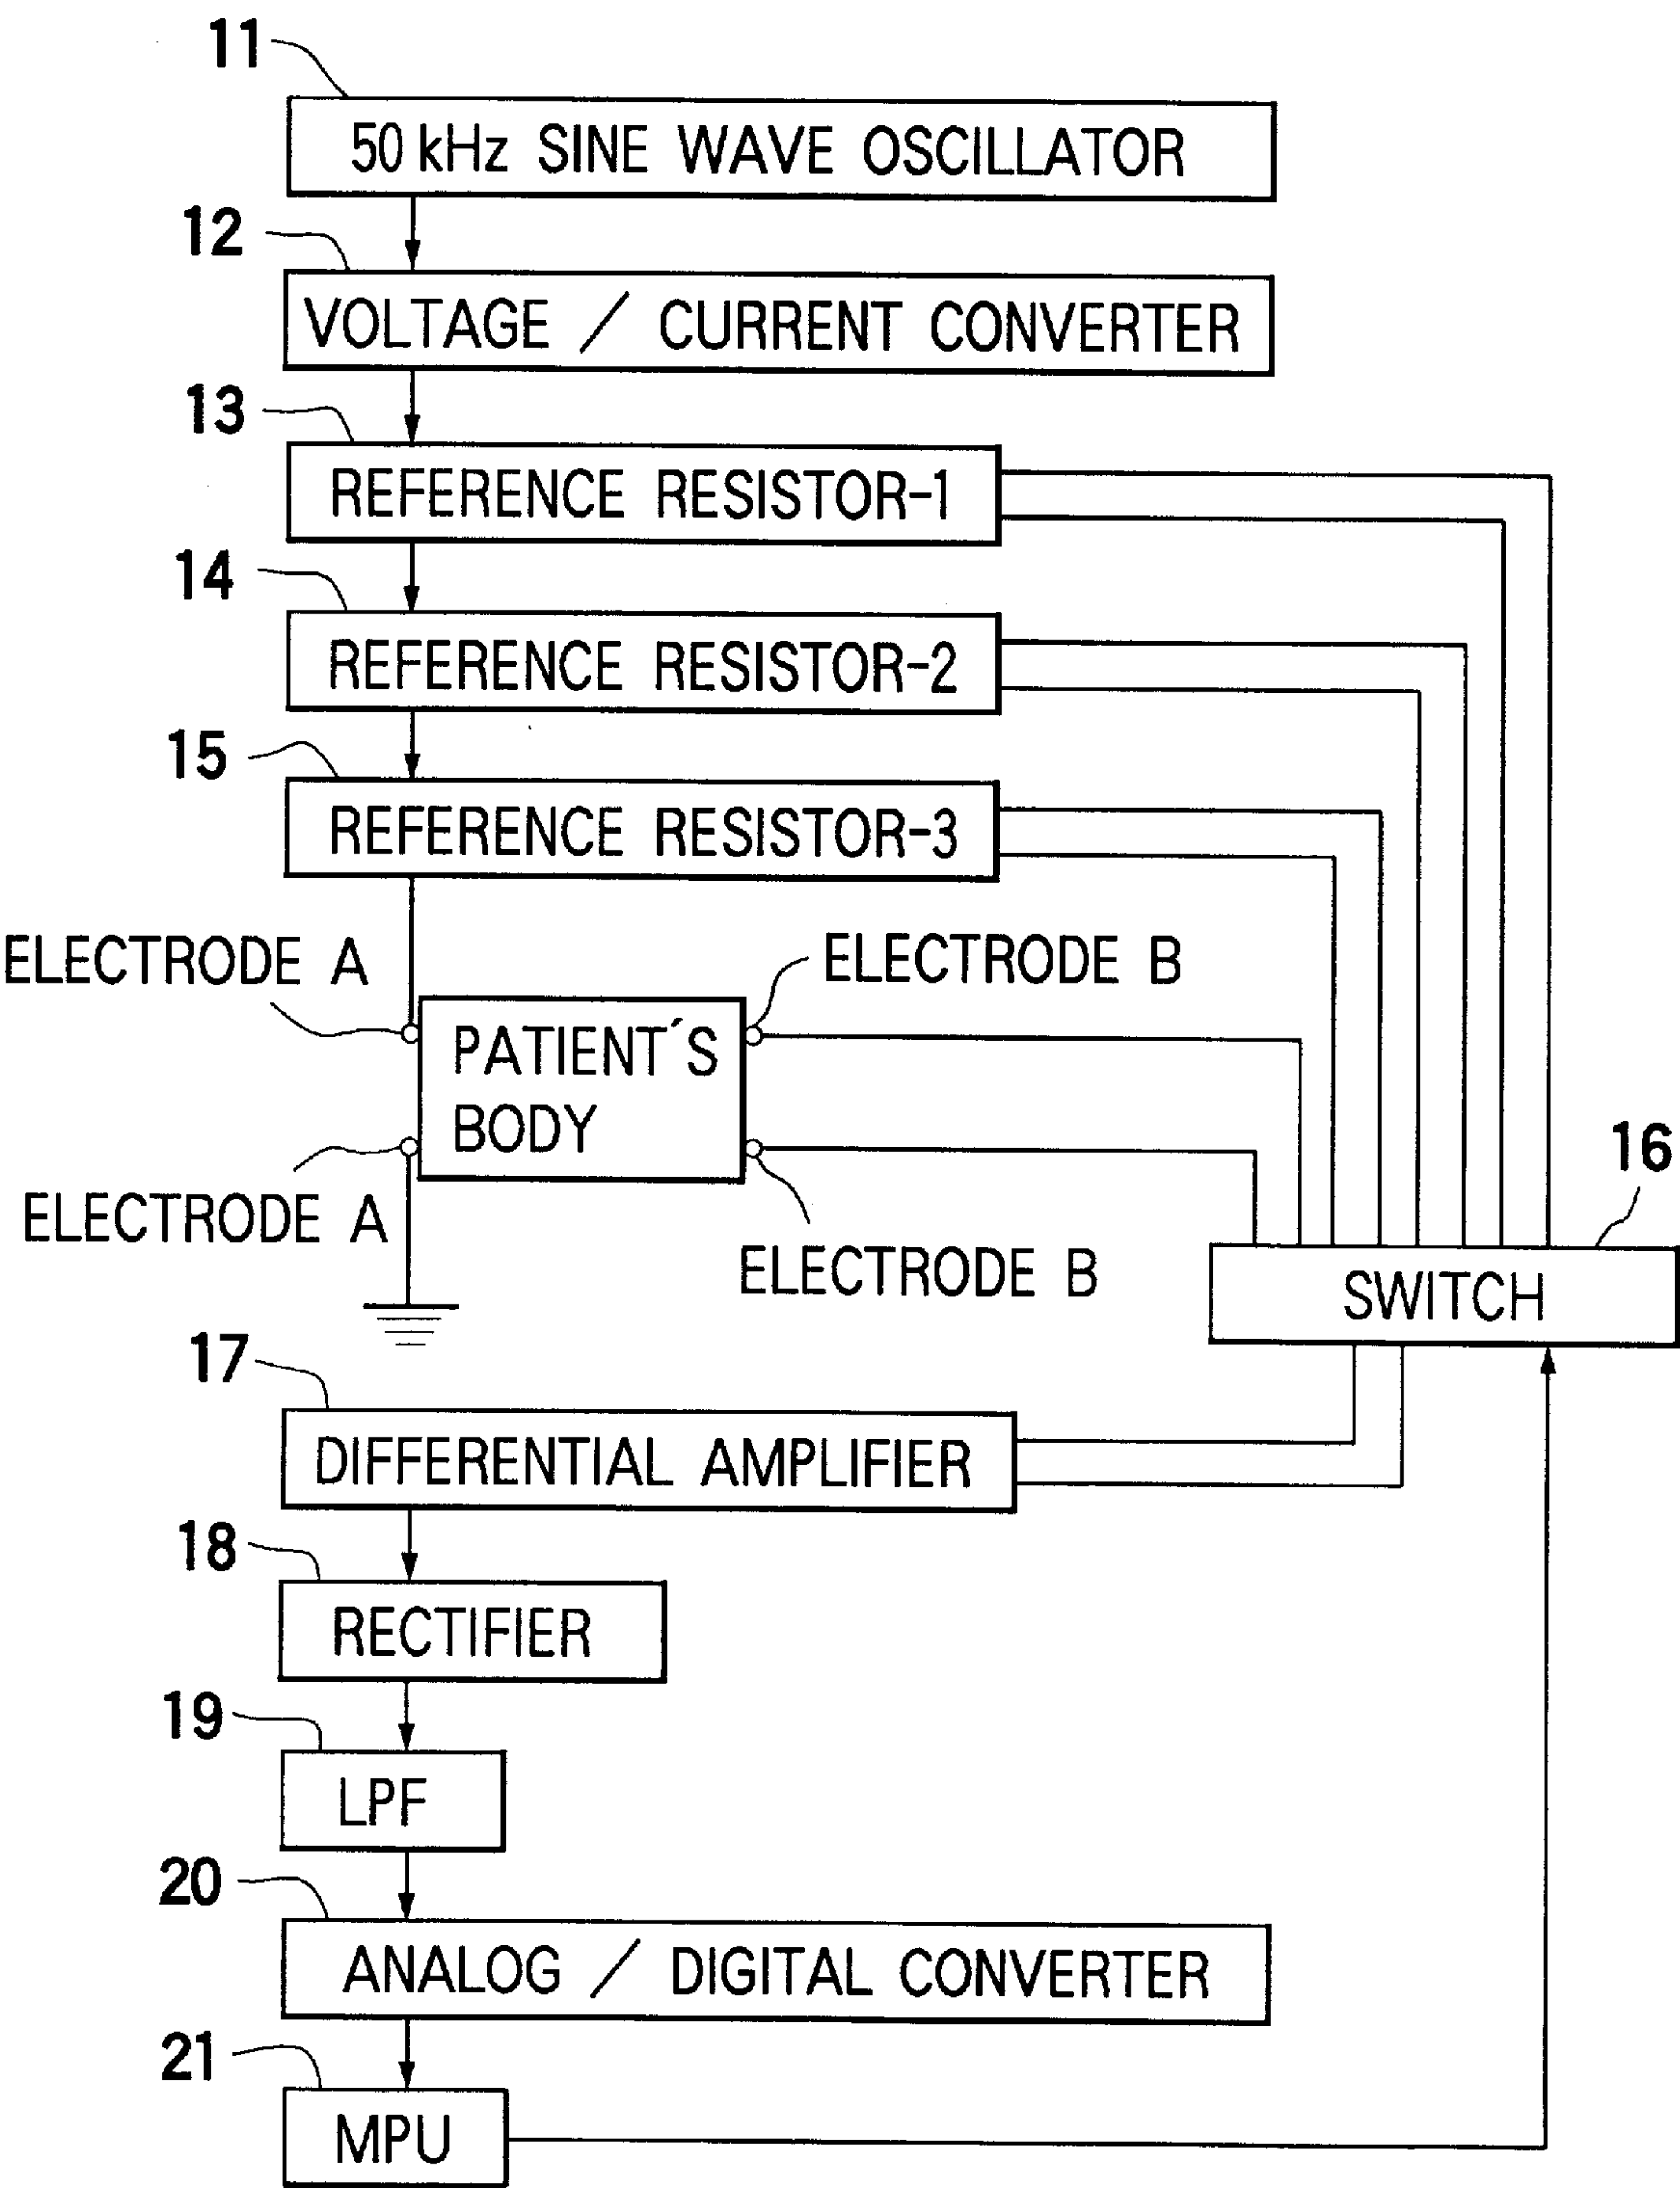 11
50 kHz SINE WAVE OSCILLATOR
12
VOLTAGE / CURRENT CONVERTER
13
REFERENCE RESISTOR-1
14
REFERENCE RESISTOR-2
15
REFERENCE RESISTOR-3
ELECTRODE A
ELECTRODE B
PATIENT´S
BODY
ELECTRODE A
ELECTRODE B
16
SWITCH
17
DIFFERENTIAL AMPLIFIER
18
RECTIFIER
19
LPF
20
ANALOG / DIGITAL CONVERTER
21
MPU